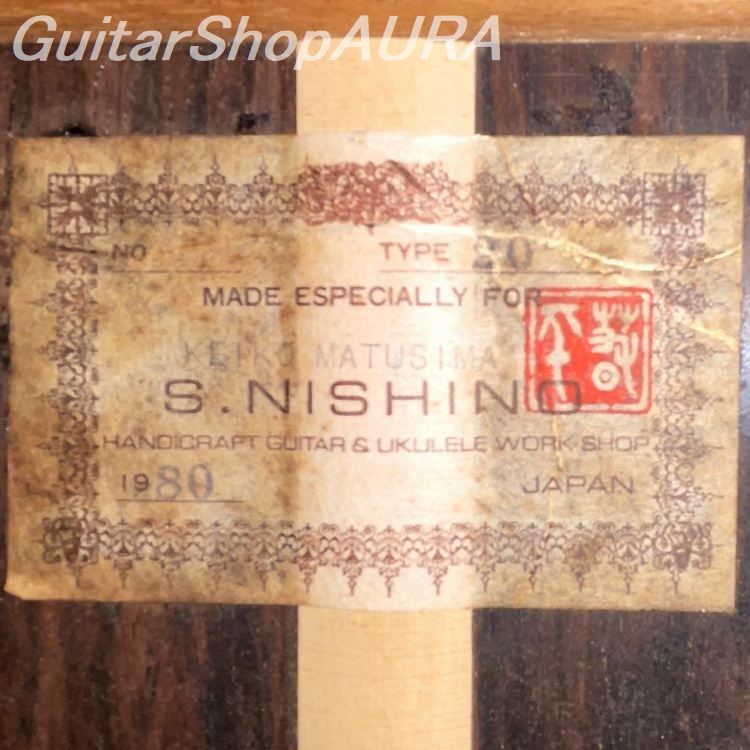 GuitarShopAURA
NO TYPE 20
MADE ESPECIALLY FOR
KEIKO MATUSIMA
S.NISHINO
HANDICRAFT GUITAR & UKULELE WORK SHOP
1980 JAPAN